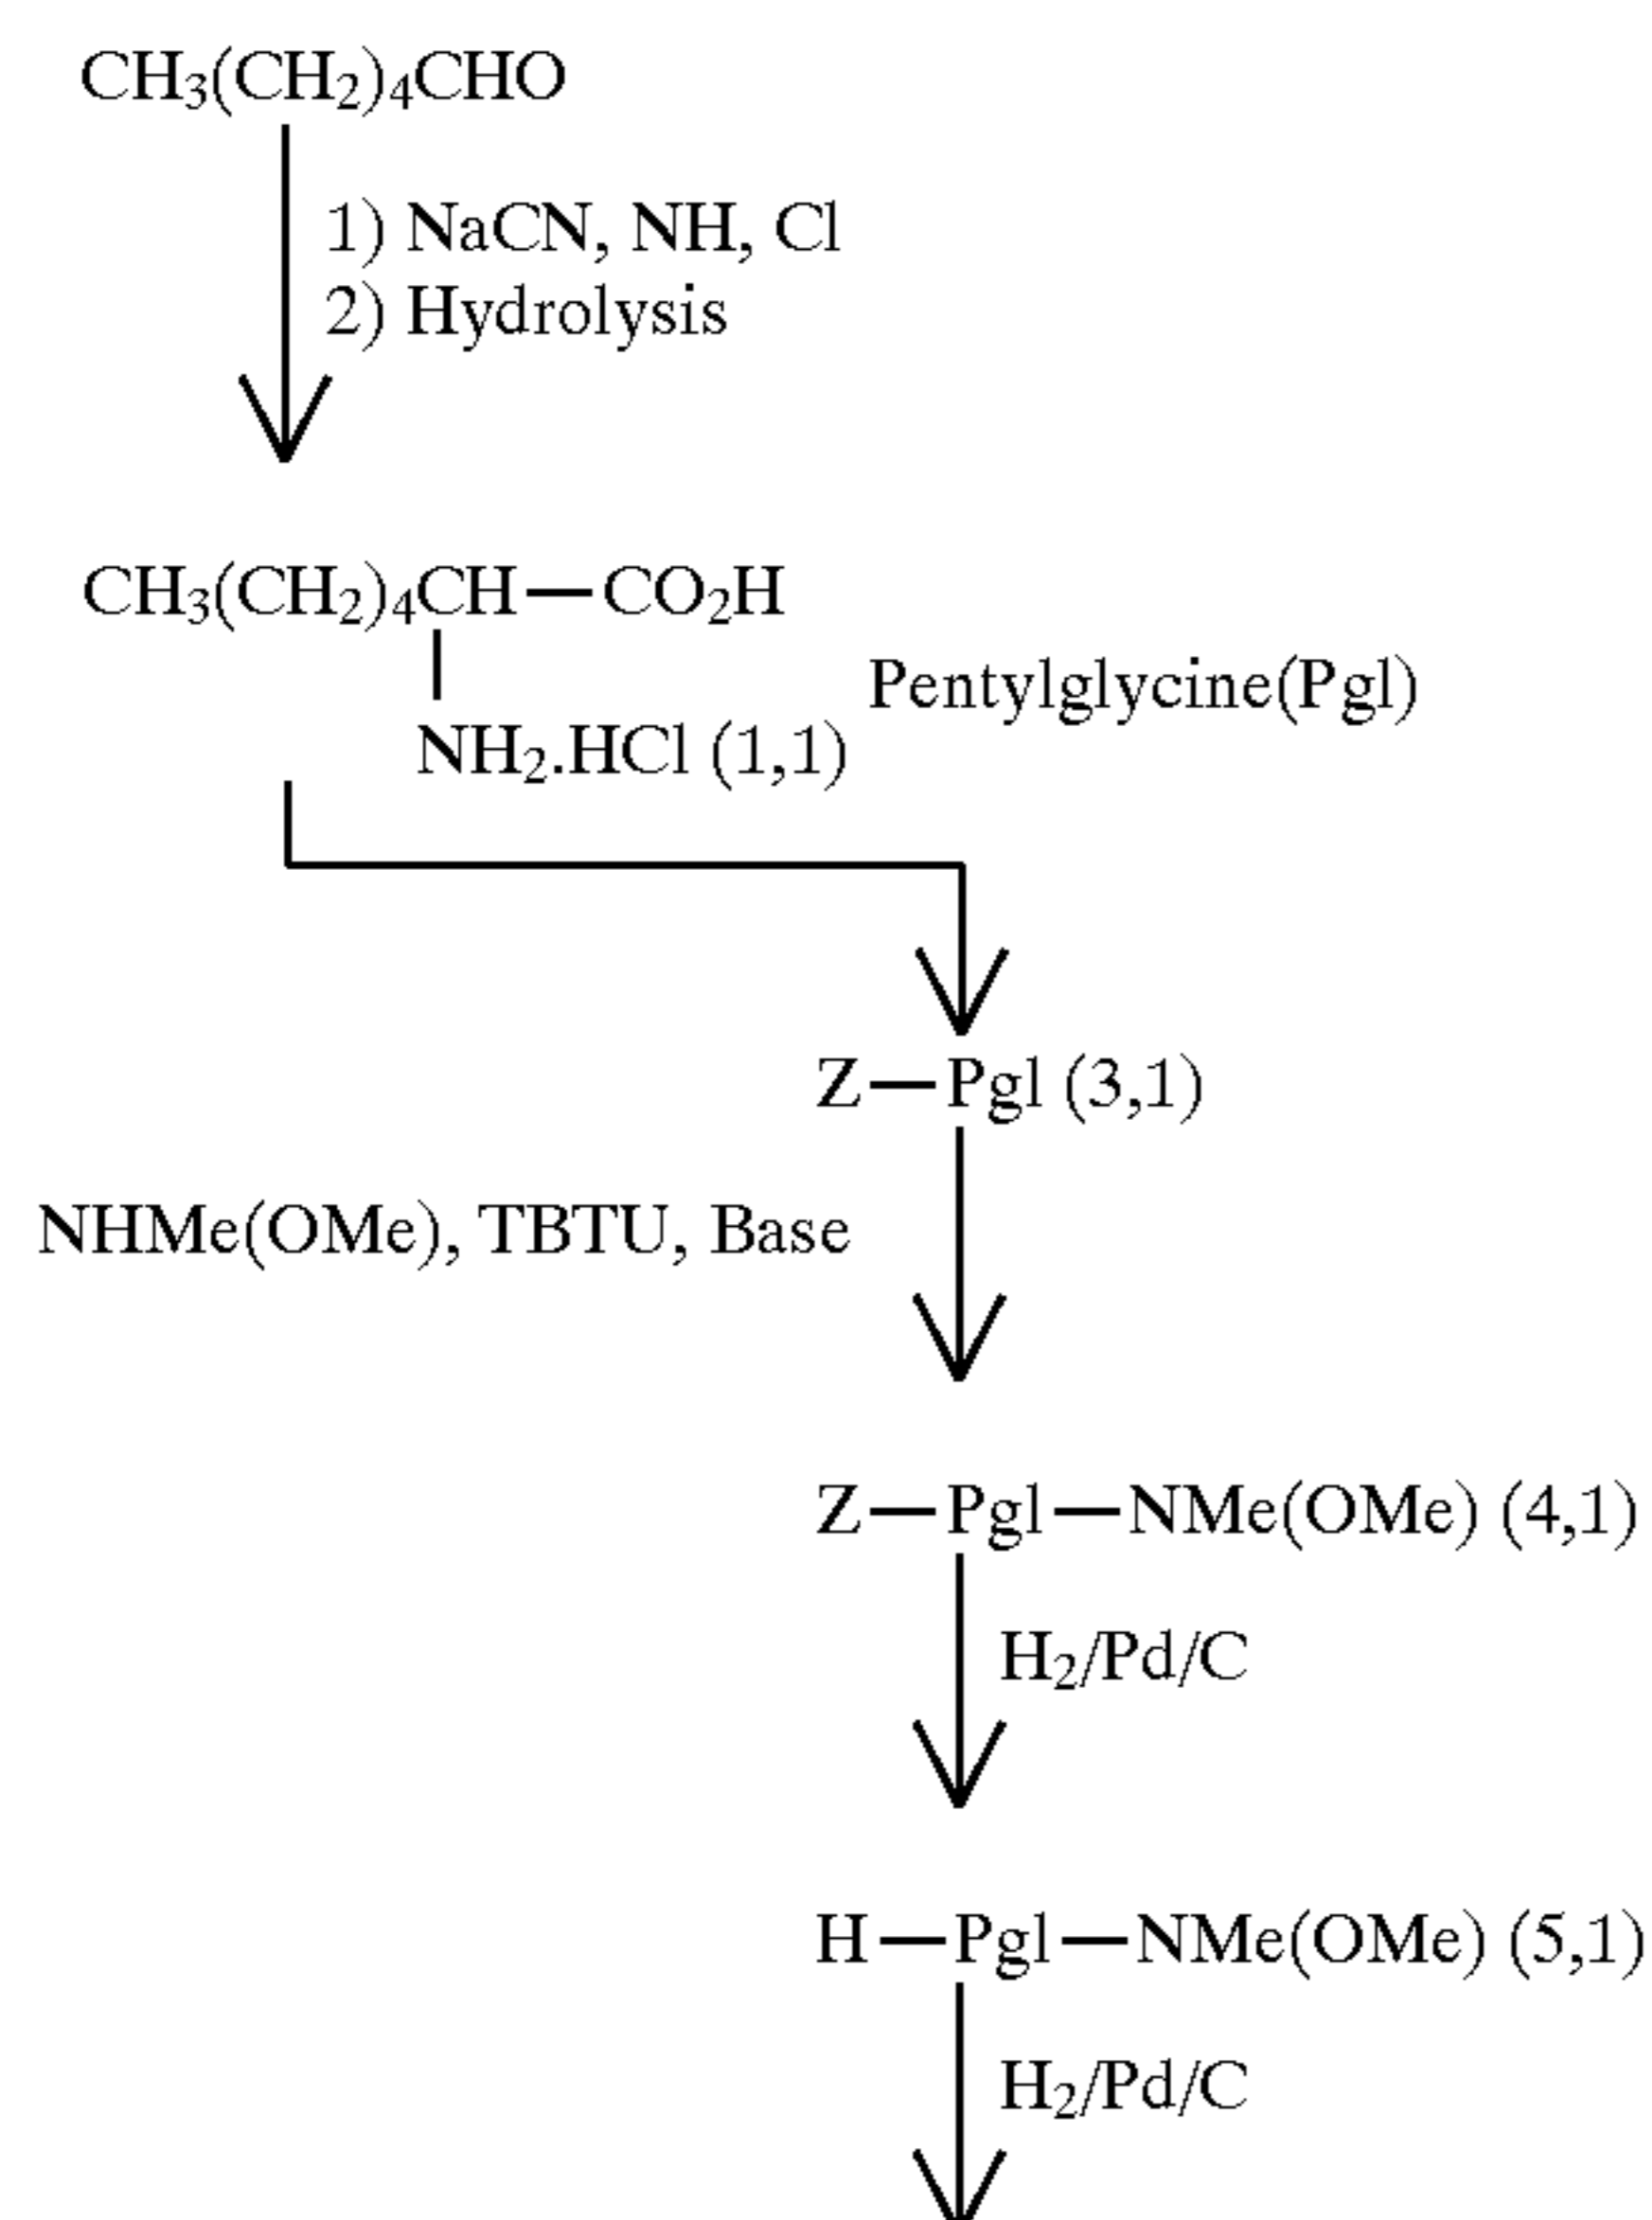 CH3(CH2)4CHO
1) NaCN, NH, Cl
2) Hydrolysis
CH3(CH2)4CH—CO2H
Pentylglycine(Pgl)
NH2.HCl (1,1)
Z—Pgl (3,1)
NHMe(OMe), TBTU, Base
Z—Pgl—NMe(OMe) (4,1)
H2/Pd/C
H—Pgl—NMe(OMe) (5,1)
H2/Pd/C